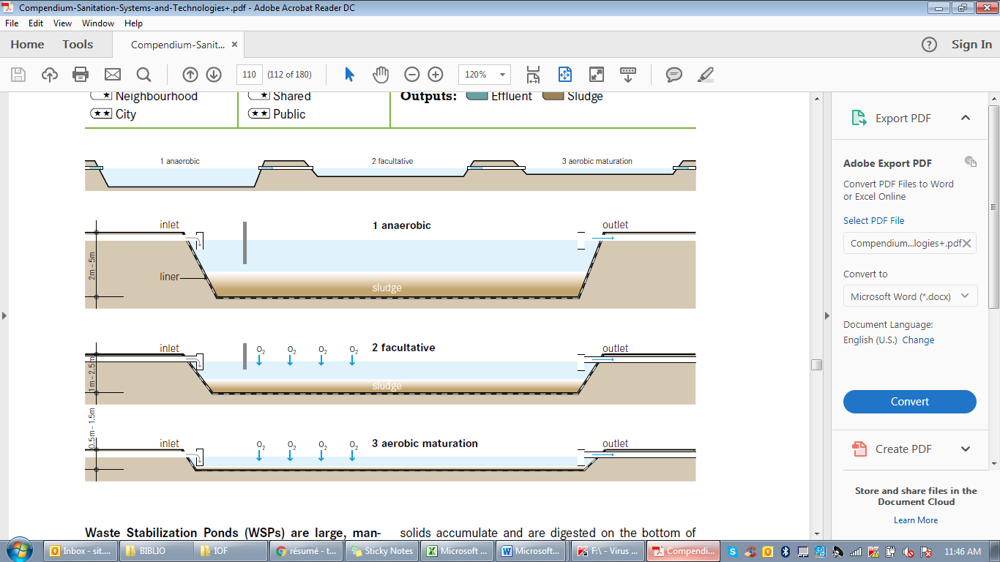 Compendium-Sanitation-Systems-and-Technologies+.pdf - Adobe Acrobat Reader DC
File Edit View Window Help
Home Tools Compendium-Sanit... × Sign In
110 (112 of 180) 120%
Neighbourhood Shared Outputs: Effluent Sludge
City Public
1 anaerobic 2 facultative 3 aerobic maturation
inlet 1 anaerobic outlet
2m – 5m
liner
sludge
inlet O2 O2 O2 O2 2 facultative outlet
1m – 2.5m
sludge
0.5m – 1.5m
inlet O2 O2 O2 O2 3 aerobic maturation outlet
Waste Stabilization Ponds (WSPs) are large, man-
solids accumulate and are digested on the bottom of
Export PDF
Adobe Export PDF
Convert PDF Files to Word
or Excel Online
Select PDF File
Compendium...logies+.pdf
Convert to
Microsoft Word (*.docx)
Document Language:
English (U.S.) Change
Convert
Create PDF
Store and share files in the
Document Cloud
Learn More
Inbox - sit.... BIBLIO IOF résumé - t... Sticky Notes Microsoft ... Microsoft... F:\ - Virus ... Compendi... 11:46 AM